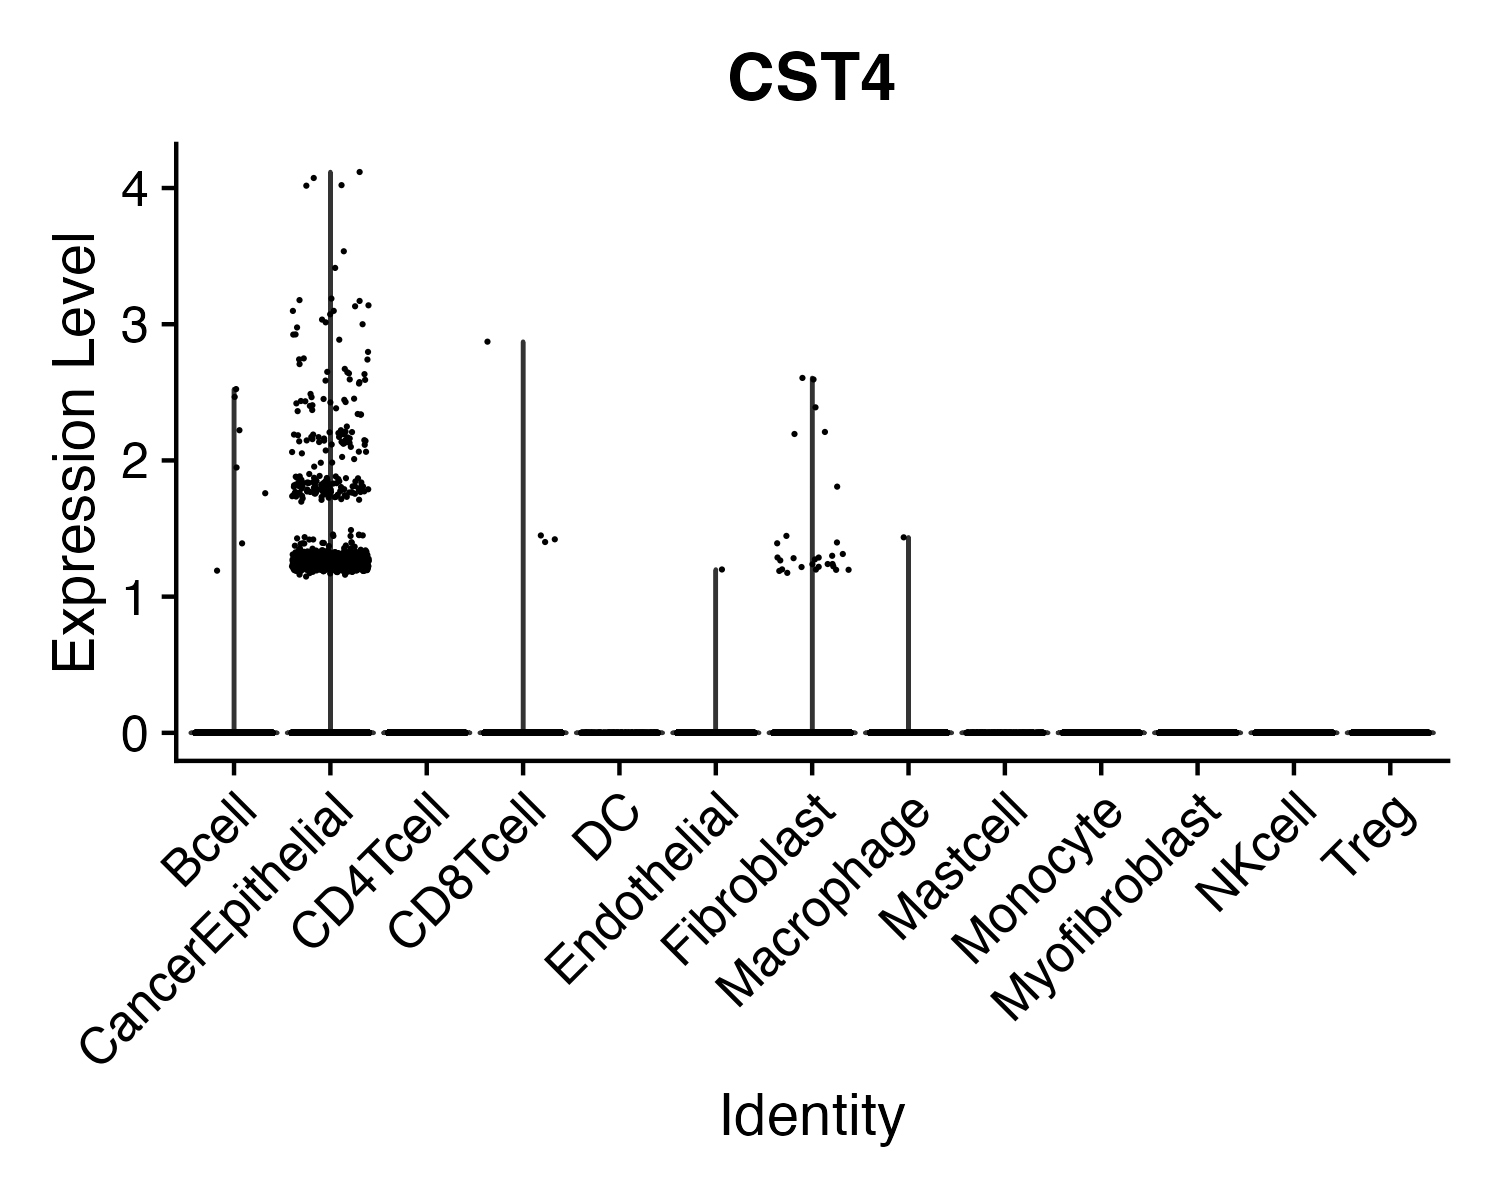 CST4
Expression Level
4
3
2
1
0
Bcell
CancerEpithelial
CD4Tcell
CD8Tcell
DC
Endothelial
Fibroblast
Macrophage
Mastcell
Monocyte
Myofibroblast
NKcell
Treg
Identity